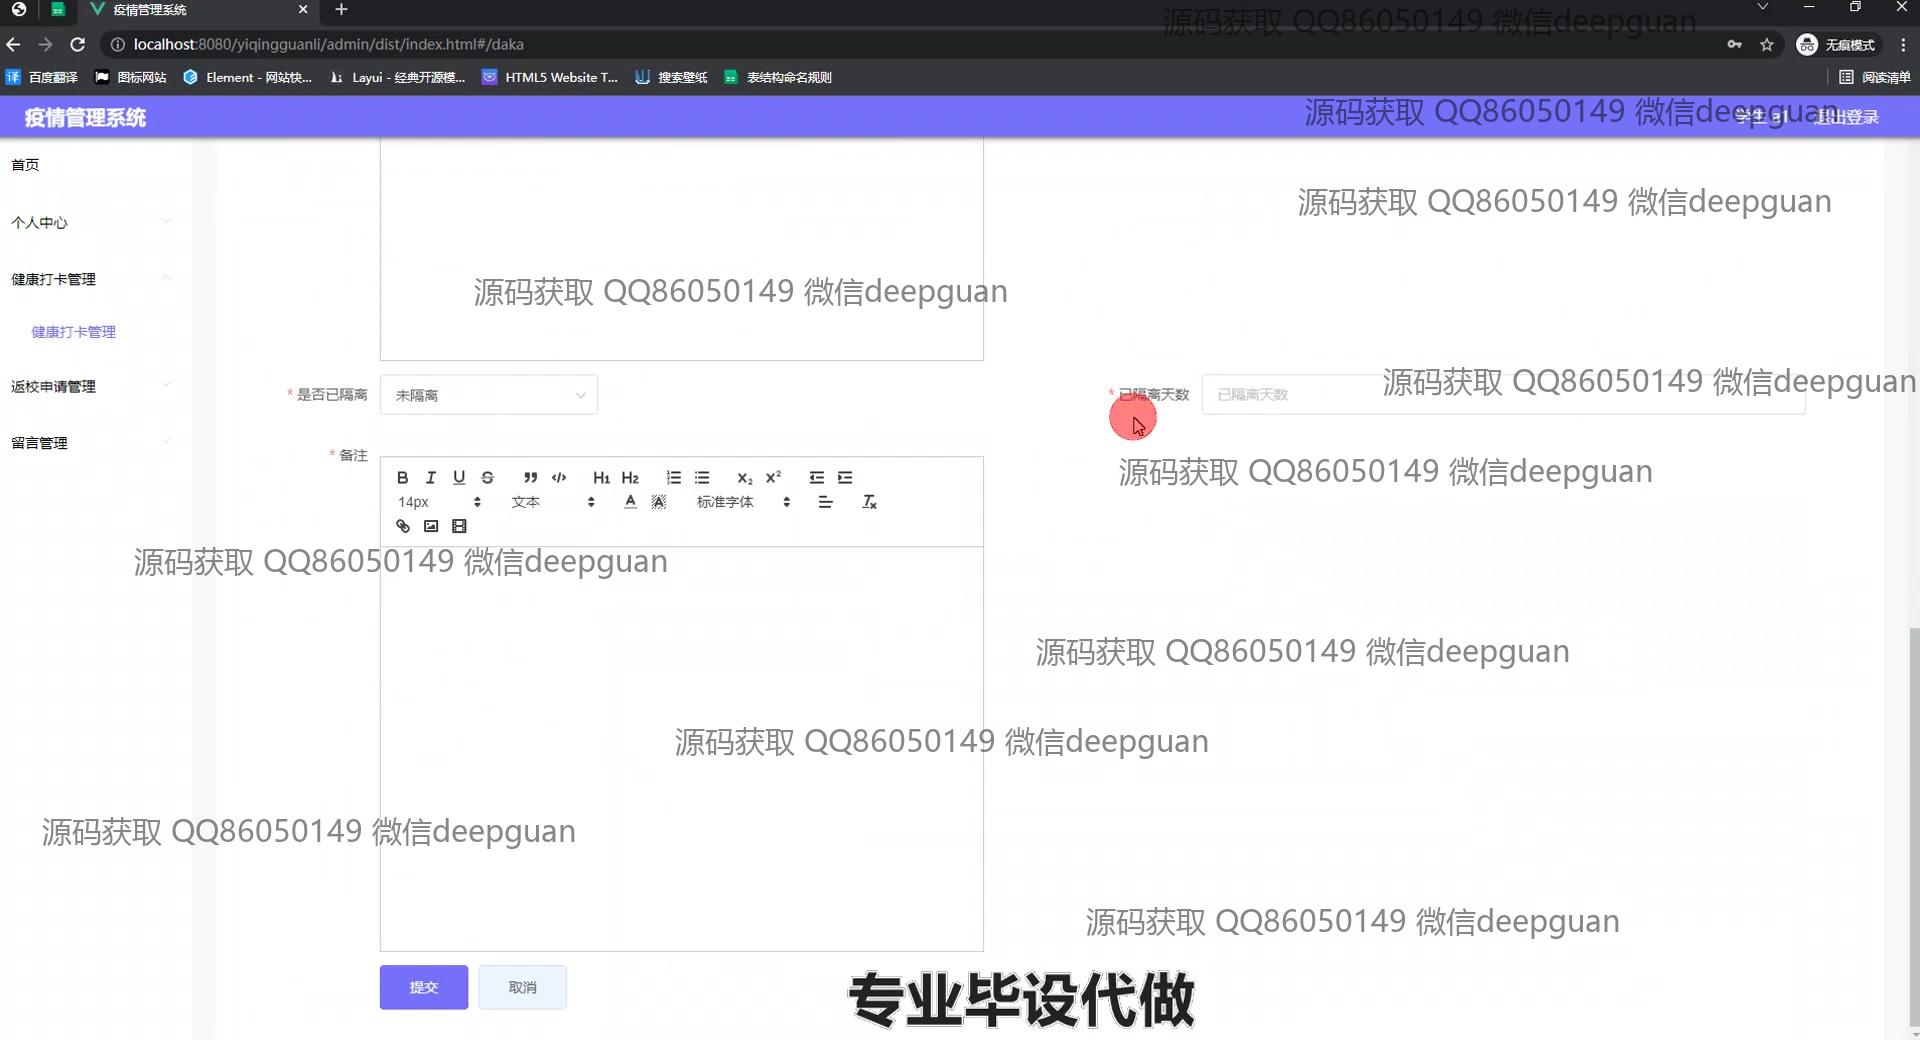 疫情管理系统
localhost:8080/yiqingguanli/admin/dist/index.html#/daka
无痕模式
百度翻译 图标网站 Element - 网站快... Layui - 经典开源模... HTML5 Website T... 搜索壁纸 表结构命名规则 阅读清单
源码获取 QQ86050149 微信deepguan
疫情管理系统
退出登录
源码获取 QQ86050149 微信deepguan
首页
源码获取 QQ86050149 微信deepguan
个人中心
健康打卡管理
源码获取 QQ86050149 微信deepguan
健康打卡管理
返校申请管理
* 是否已隔离 未隔离
* 已隔离天数 已隔离天数
源码获取 QQ86050149 微信deepguan
留言管理
* 备注
源码获取 QQ86050149 微信deepguan
B I U S ” </> H1 H2 x2 x2
14px 文本 A A 标准字体 Tx
源码获取 QQ86050149 微信deepguan
源码获取 QQ86050149 微信deepguan
源码获取 QQ86050149 微信deepguan
源码获取 QQ86050149 微信deepguan
源码获取 QQ86050149 微信deepguan
提交 取消
专业毕设代做